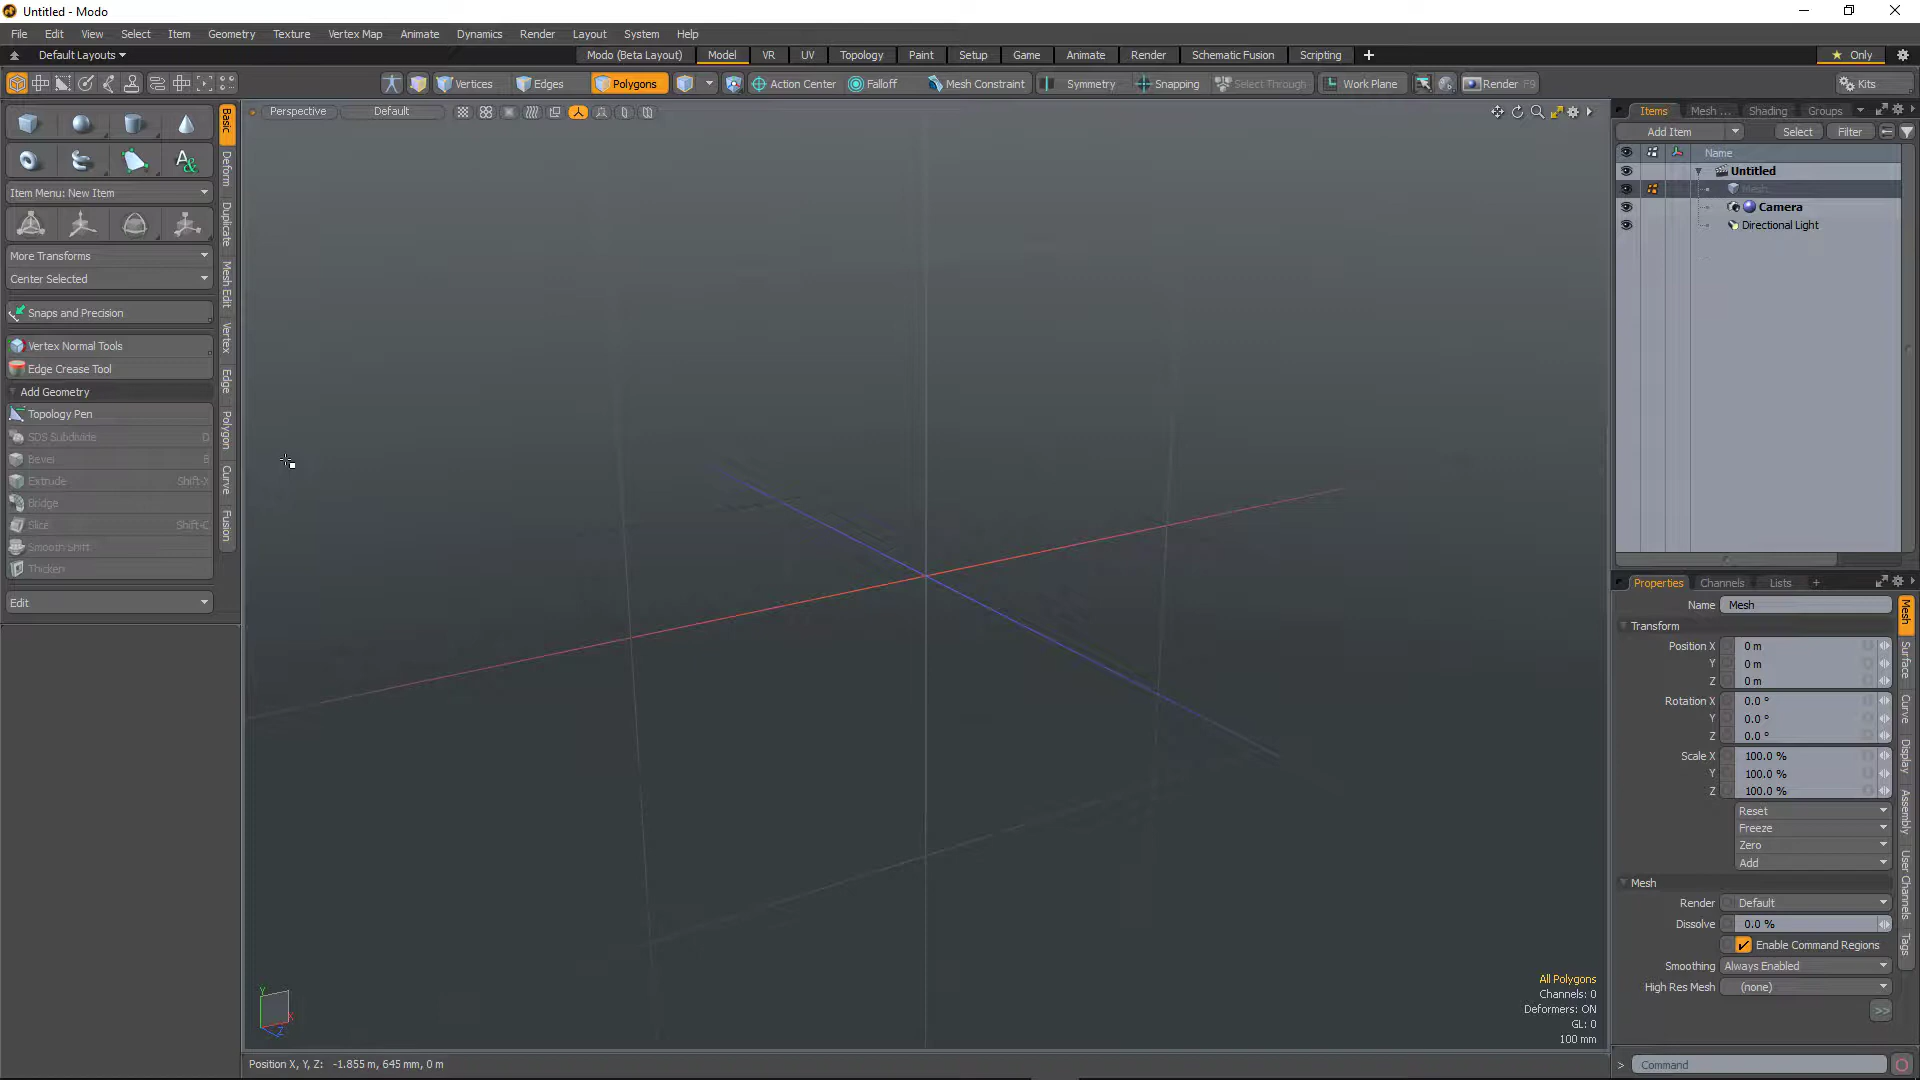 Untitled - Modo
File Edit View Select Item Geometry Texture Vertex Map Animate Dynamics Render Layout System Help
Default Layouts Modo (Beta Layout) Model VR UV Topology Paint Setup Game Animate Render Schematic Fusion Scripting + Only
Vertices Edges Polygons Action Center Falloff Mesh Constraint Symmetry Snapping Select Through Work Plane Render F9 Kits
Perspective Default
Item Menu: New Item
More Transforms
Center Selected
Snaps and Precision
Vertex Normal Tools
Edge Crease Tool
Add Geometry
Topology Pen
SDS Subdivide D
Bevel B
Extrude Shift-X
Bridge
Slice Shift-C
Smooth Shift
Thicken
Edit
Basic
Deform
Duplicate
Mesh Edit
Vertex
Edge
Polygon
Curve
Fusion
Y
X
Z
All Polygons
Channels: 0
Deformers: ON
GL: 0
100 mm
Position X, Y, Z: -1.855 m, 645 mm, 0 m
Items Mesh ... Shading Groups
Add Item Select Filter
Name
Untitled
Mesh
Camera
Directional Light
Properties Channels Lists +
Name Mesh
Transform
Position X 0 m
Y 0 m
Z 0 m
Rotation X 0.0 °
Y 0.0 °
Z 0.0 °
Scale X 100.0 %
Y 100.0 %
Z 100.0 %
Reset
Freeze
Zero
Add
Mesh
Render Default
Dissolve 0.0 %
Enable Command Regions
Smoothing Always Enabled
High Res Mesh (none)
>>
Mesh
Surface
Curve
Display
Assembly
User Channels
Tags
> Command